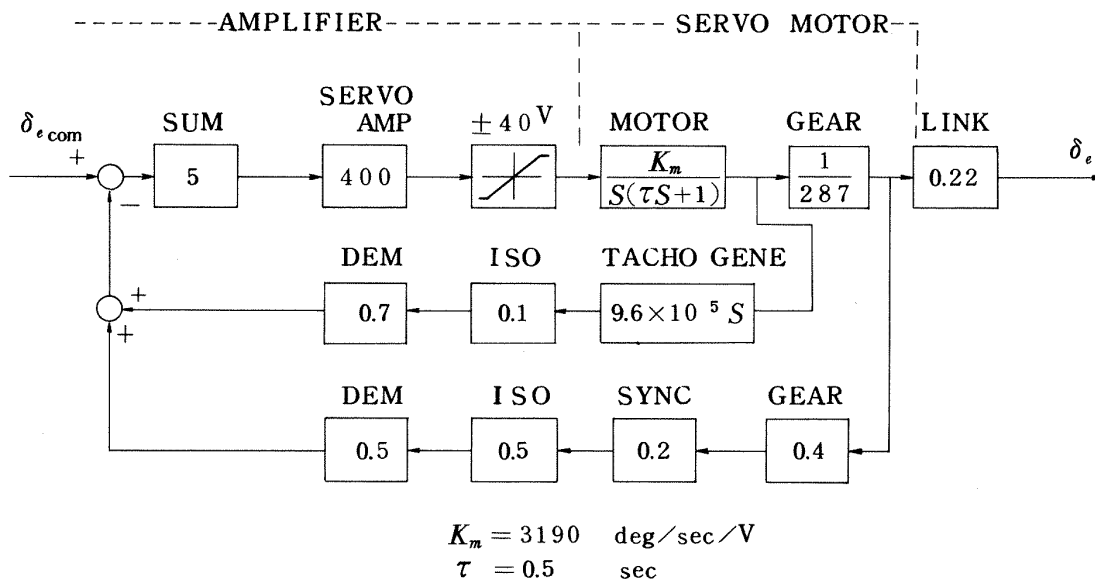 AMPLIFIER SERVO MOTOR
SERVO
δe com SUM AMP ±40V MOTOR GEAR LINK δe
+
5 400 Km/S(τS+1) 1/287 0.22
−
DEM ISO TACHO GENE
+
0.7 0.1 9.6×10 5 S
+
DEM ISO SYNC GEAR
0.5 0.5 0.2 0.4
Km = 3190 deg/sec/V
τ = 0.5 sec